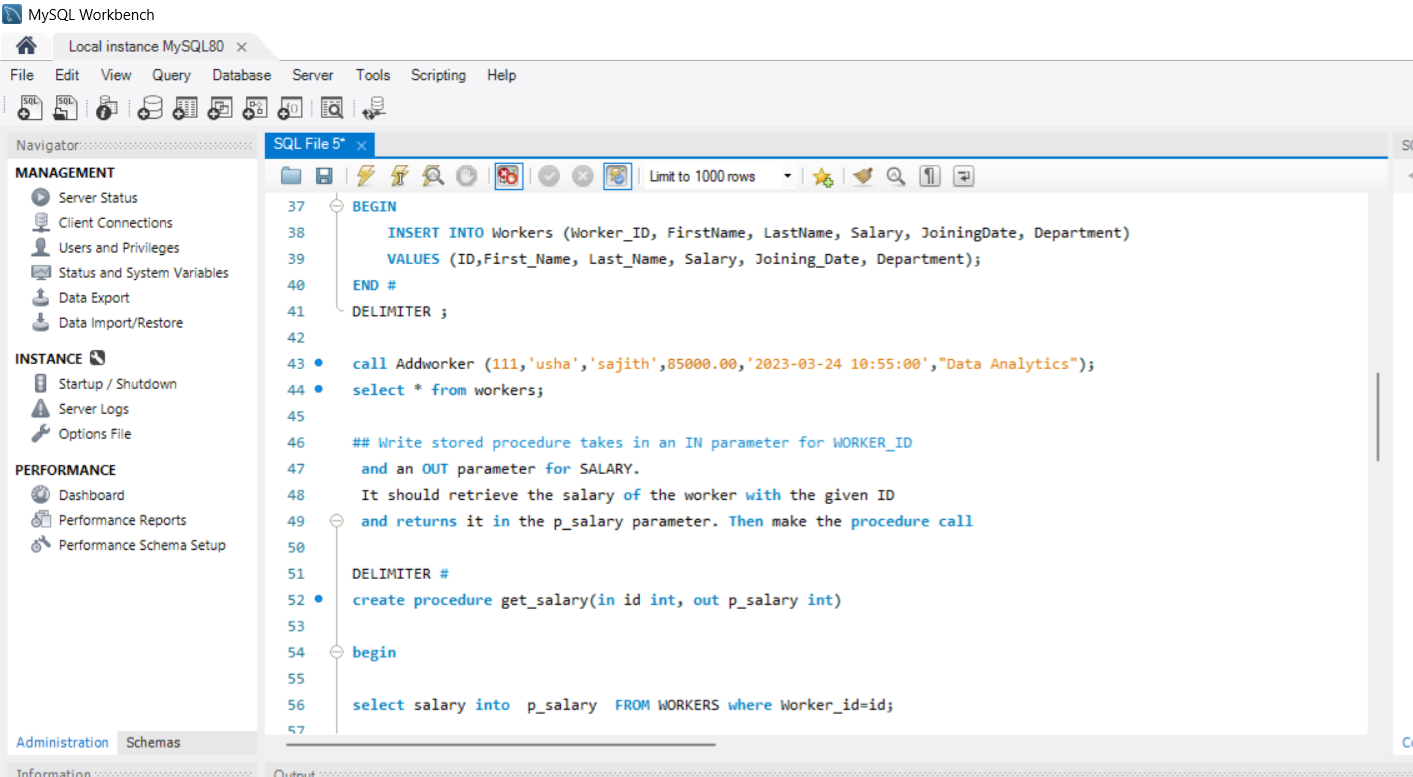 MySQL Workbench
Local instance MySQL80
File Edit View Query Database Server Tools Scripting Help
Navigator
SQL File 5*
MANAGEMENT
Server Status
Client Connections
Users and Privileges
Status and System Variables
Data Export
Data Import/Restore
INSTANCE
Startup / Shutdown
Server Logs
Options File
PERFORMANCE
Dashboard
Performance Reports
Performance Schema Setup
Administration Schemas
Information
Limit to 1000 rows
37 BEGIN
38 INSERT INTO Workers (Worker_ID, FirstName, LastName, Salary, JoiningDate, Department)
39 VALUES (ID,First_Name, Last_Name, Salary, Joining_Date, Department);
40 END #
41 DELIMITER ;
42
43 call Addworker (111,'usha','sajith',85000.00,'2023-03-24 10:55:00',"Data Analytics");
44 select * from workers;
45
46 ## Write stored procedure takes in an IN parameter for WORKER_ID
47 and an OUT parameter for SALARY.
48 It should retrieve the salary of the worker with the given ID
49 and returns it in the p_salary parameter. Then make the procedure call
50
51 DELIMITER #
52 create procedure get_salary(in id int, out p_salary int)
53
54 begin
55
56 select salary into p_salary FROM WORKERS where Worker_id=id;
57
Output